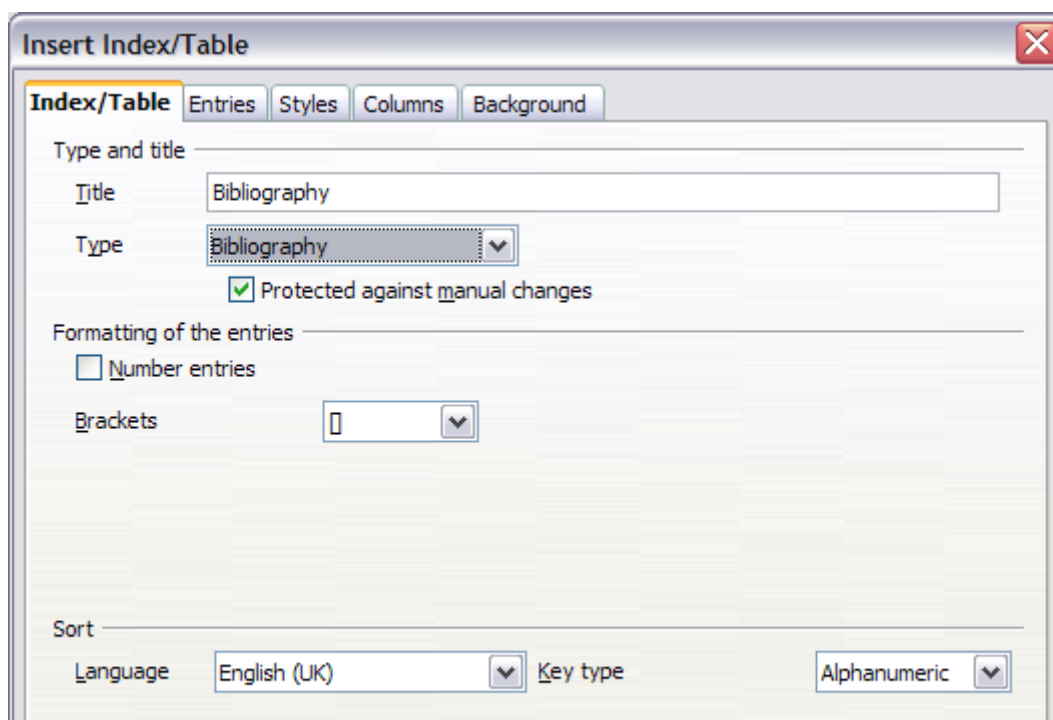 Insert Index/Table
Index/Table Entries Styles Columns Background
Type and title
Title Bibliography
Type Bibliography
Protected against manual changes
Formatting of the entries
Number entries
Brackets []
Sort
Language English (UK) Key type Alphanumeric